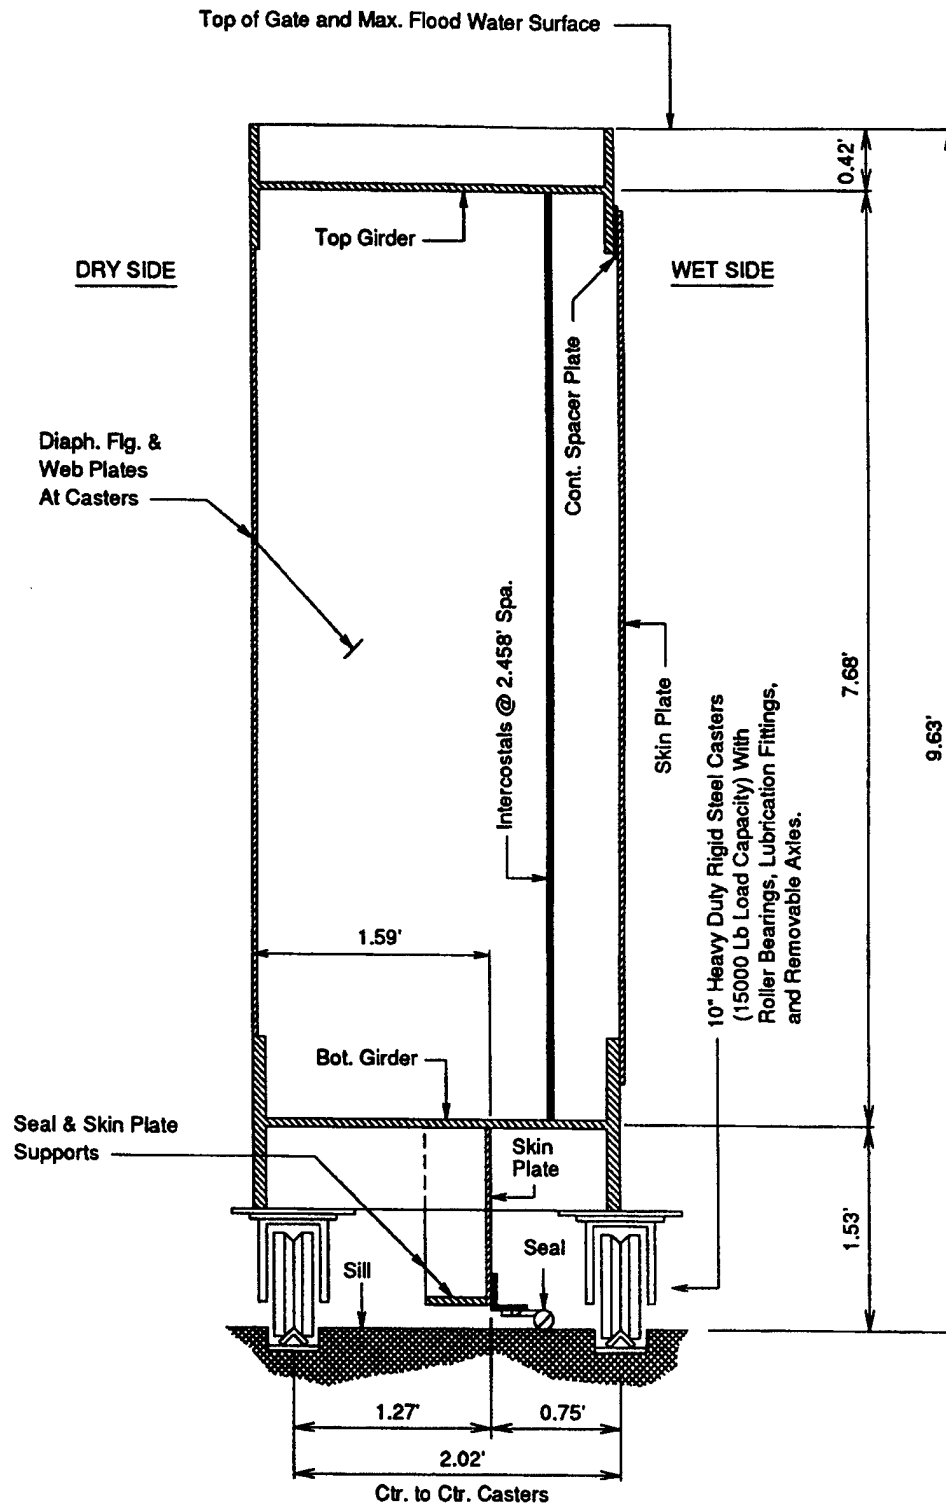 Top of Gate and Max. Flood Water Surface
0.42'
Top Girder
DRY SIDE
WET SIDE
Cont. Spacer Plate
Diaph. Flg. &
Web Plates
At Casters
Intercostals @ 2.458' Spa.
Skin Plate
7.68'
9.63'
10" Heavy Duty Rigid Steel Casters
(15000 Lb Load Capacity) With
Roller Bearings, Lubrication Fittings,
and Removable Axles.
1.59'
Bot. Girder
Seal & Skin Plate
Supports
Skin
Plate
1.53'
Seal
Sill
1.27'
0.75'
2.02'
Ctr. to Ctr. Casters